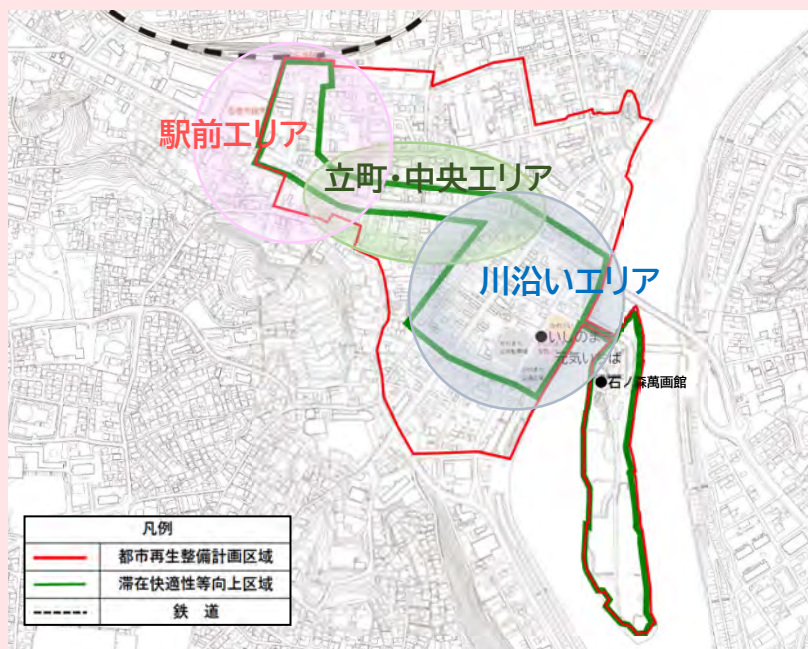 駅前エリア
立町・中央エリア
川沿いエリア
●いしのまき
元気いちば
●石ノ森萬画館
凡例
都市再生整備計画区域
滞在快適性等向上区域
鉄 道